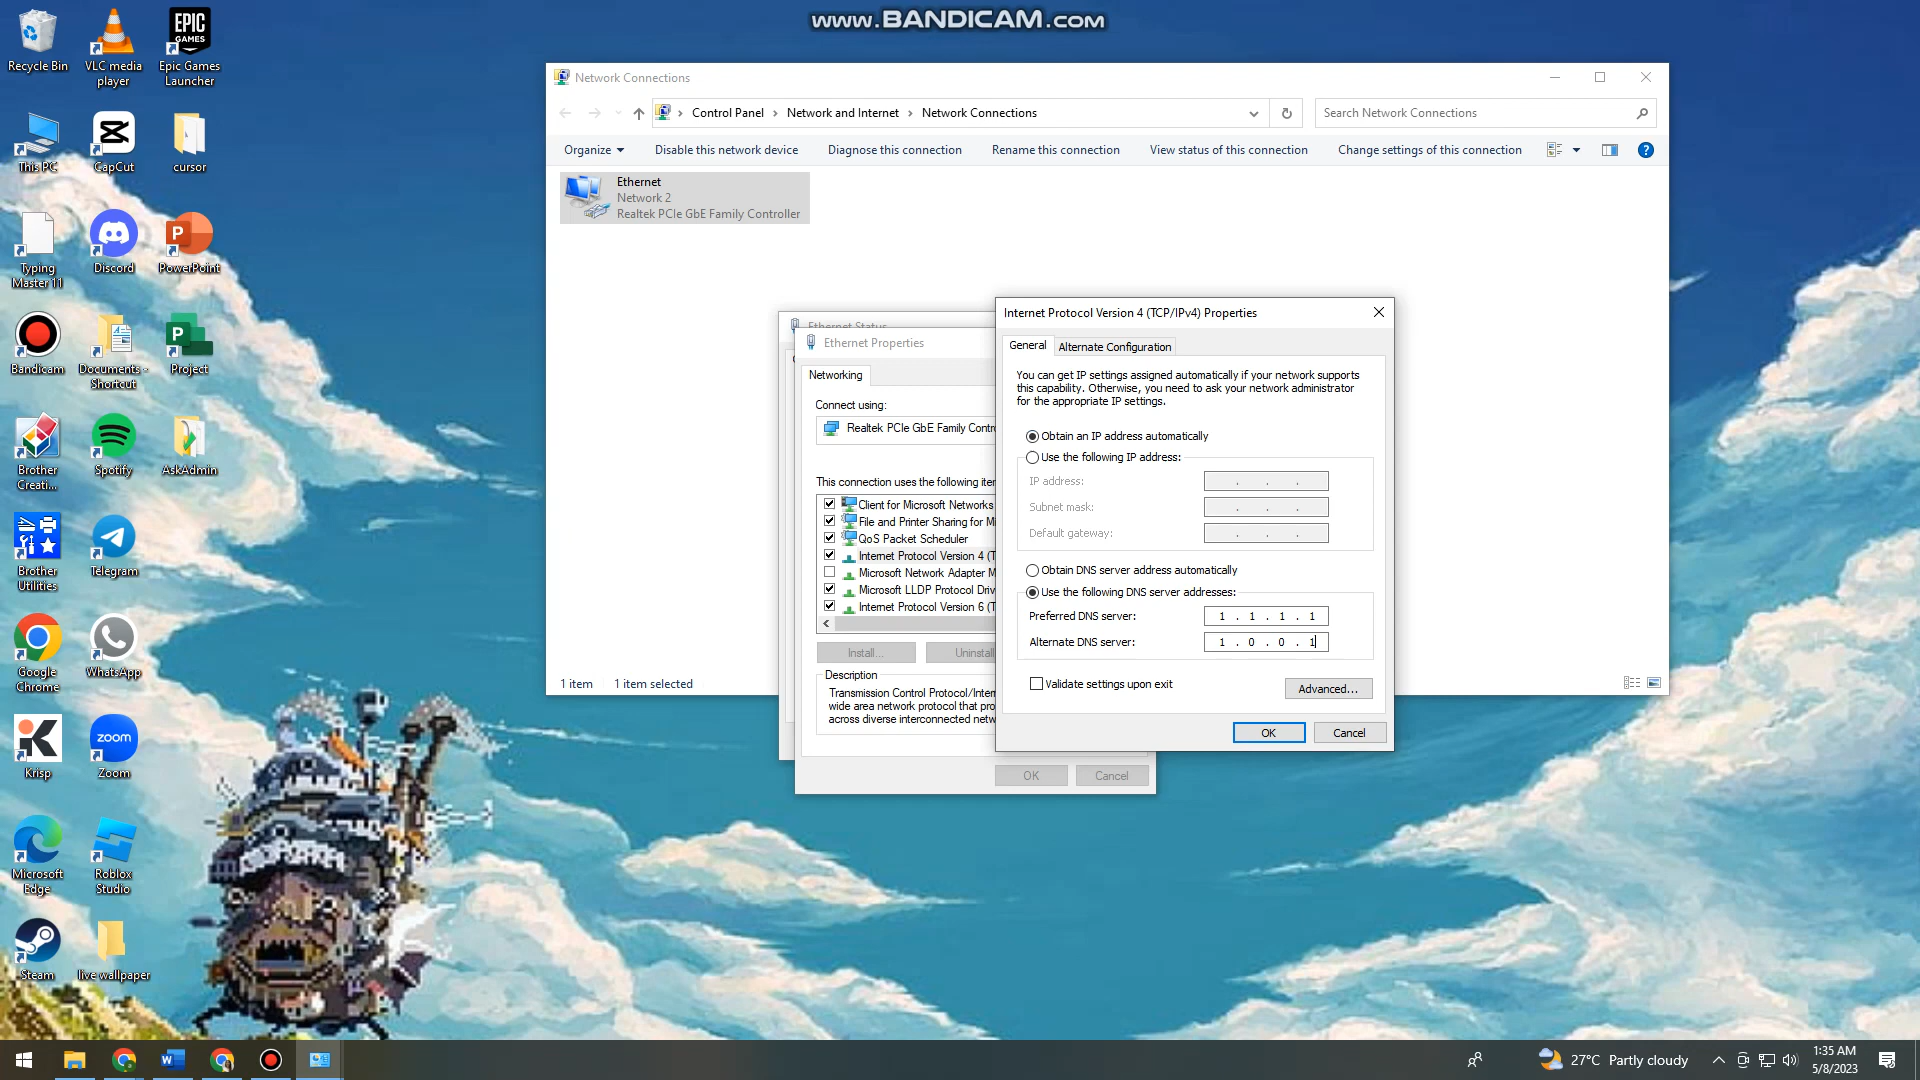 www.BANDICAM.com
Recycle Bin
VLC media
player
Epic Games
Launcher
EPIC
GAMES
This PC
CapCut
cursor
Typing
Master 11
Discord
PowerPoint
Bandicam
Documents -
Shortcut
Project
Brother
Creati...
Spotify
AskAdmin
Brother
Utilities
Telegram
Google
Chrome
WhatsApp
Krisp
zoom
Zoom
Microsoft
Edge
Roblox
Studio
Steam
live wallpaper
Network Connections
Control Panel > Network and Internet > Network Connections
Search Network Connections
Organize
Disable this network device
Diagnose this connection
Rename this connection
View status of this connection
Change settings of this connection
Ethernet
Network 2
Realtek PCIe GbE Family Controller
1 item
1 item selected
Ethernet Status
Ethernet Properties
Networking
Connect using:
Realtek PCIe GbE Family Contro
This connection uses the following iter
Client for Microsoft Networks
File and Printer Sharing for Mi
QoS Packet Scheduler
Internet Protocol Version 4 (T
Microsoft Network Adapter M
Microsoft LLDP Protocol Driv
Internet Protocol Version 6 (T
Install...
Uninstall
Description
Transmission Control Protocol/Inter
wide area network protocol that pro
across diverse interconnected netw
OK
Cancel
Internet Protocol Version 4 (TCP/IPv4) Properties
General
Alternate Configuration
You can get IP settings assigned automatically if your network supports
this capability. Otherwise, you need to ask your network administrator
for the appropriate IP settings.
Obtain an IP address automatically
Use the following IP address:
IP address: . . .
Subnet mask: . . .
Default gateway: . . .
Obtain DNS server address automatically
Use the following DNS server addresses:
Preferred DNS server: 1 . 1 . 1 . 1
Alternate DNS server: 1 . 0 . 0 . 1
Validate settings upon exit
Advanced...
OK
Cancel
27°C Partly cloudy
1:35 AM
5/8/2023